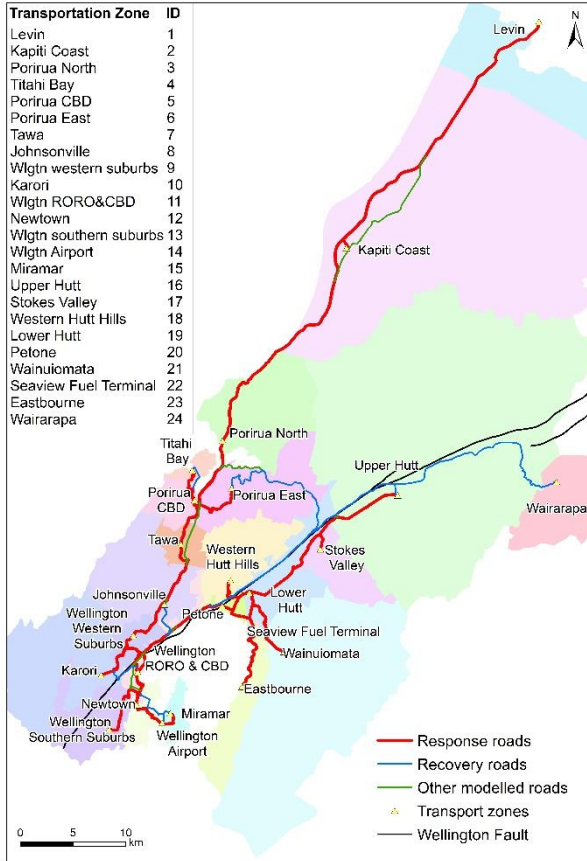 Transportation Zone ID
Levin 1
Kapiti Coast 2
Porirua North 3
Titahi Bay 4
Porirua CBD 5
Porirua East 6
Tawa 7
Johnsonville 8
Wlgtn western suburbs 9
Karori 10
Wlgtn RORO&CBD 11
Newtown 12
Wlgtn southern suburbs 13
Wlgtn Airport 14
Miramar 15
Upper Hutt 16
Stokes Valley 17
Western Hutt Hills 18
Lower Hutt 19
Petone 20
Wainuiomata 21
Seaview Fuel Terminal 22
Eastbourne 23
Wairarapa 24
N
Levin
Kapiti Coast
Porirua North
Titahi
Bay
Upper Hutt
Porirua
CBD
Porirua East
Wairarapa
Tawa
Western
Hutt Hills
Stokes
Valley
Johnsonville
Petone
Lower
Hutt
Wellington
Western
Suburbs
Seaview Fuel Terminal
Wellington
RORO & CBD
Wainuiomata
Karori
Eastbourne
Newtown
Miramar
Wellington
Southern Suburbs
Wellington
Airport
Response roads
Recovery roads
Other modelled roads
Transport zones
Wellington Fault
0 5 10
km